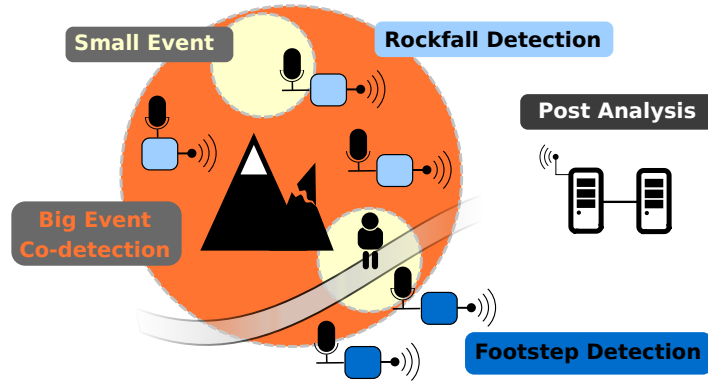 Small Event
Rockfall Detection
Post Analysis
Big Event
Co-detection
Footstep Detection